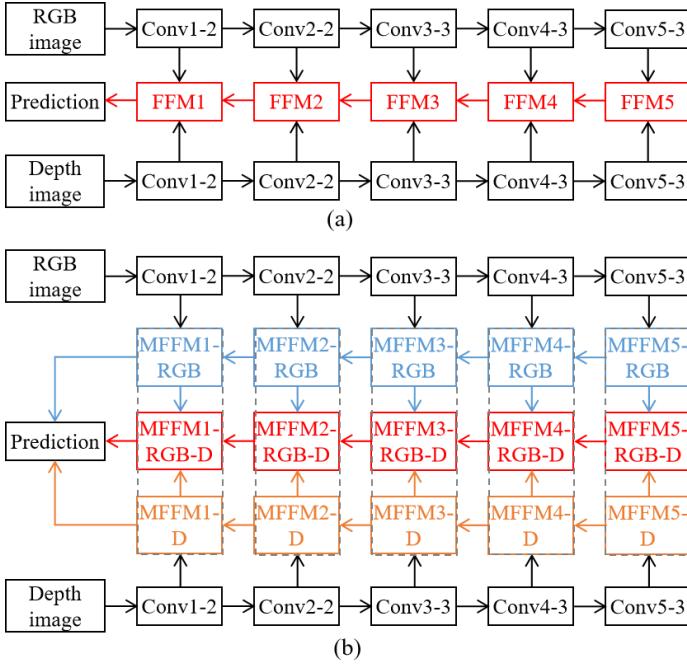 RGB
image
Conv1-2
Conv2-2
Conv3-3
Conv4-3
Conv5-3
Prediction
FFM1
FFM2
FFM3
FFM4
FFM5
Depth
image
Conv1-2
Conv2-2
Conv3-3
Conv4-3
Conv5-3
(a)
RGB
image
Conv1-2
Conv2-2
Conv3-3
Conv4-3
Conv5-3
MFFM1-
RGB
MFFM2-
RGB
MFFM3-
RGB
MFFM4-
RGB
MFFM5-
RGB
Prediction
MFFM1-
RGB-D
MFFM2-
RGB-D
MFFM3-
RGB-D
MFFM4-
RGB-D
MFFM5-
RGB-D
MFFM1-
D
MFFM2-
D
MFFM3-
D
MFFM4-
D
MFFM5-
D
Depth
image
Conv1-2
Conv2-2
Conv3-3
Conv4-3
Conv5-3
(b)